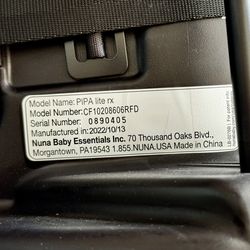 Model Name: PIPA lite rx
Model Number:CF10208606RFD
Serial Number: 0890405
Manufactured in:2022/10/13
Nuna Baby Essentials Inc. 70 Thousand Oaks Blvd.,
Morgantown, PA19543 1.855.NUNA.USA Made in China